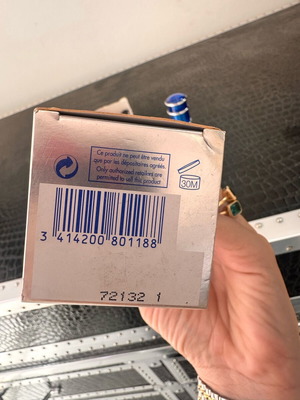 Ce produit ne peut être vendu
que par les dépositaires agréés.
Only authorized retailers are
permitted to sell this product
30M
3 414200 801188
72132 1